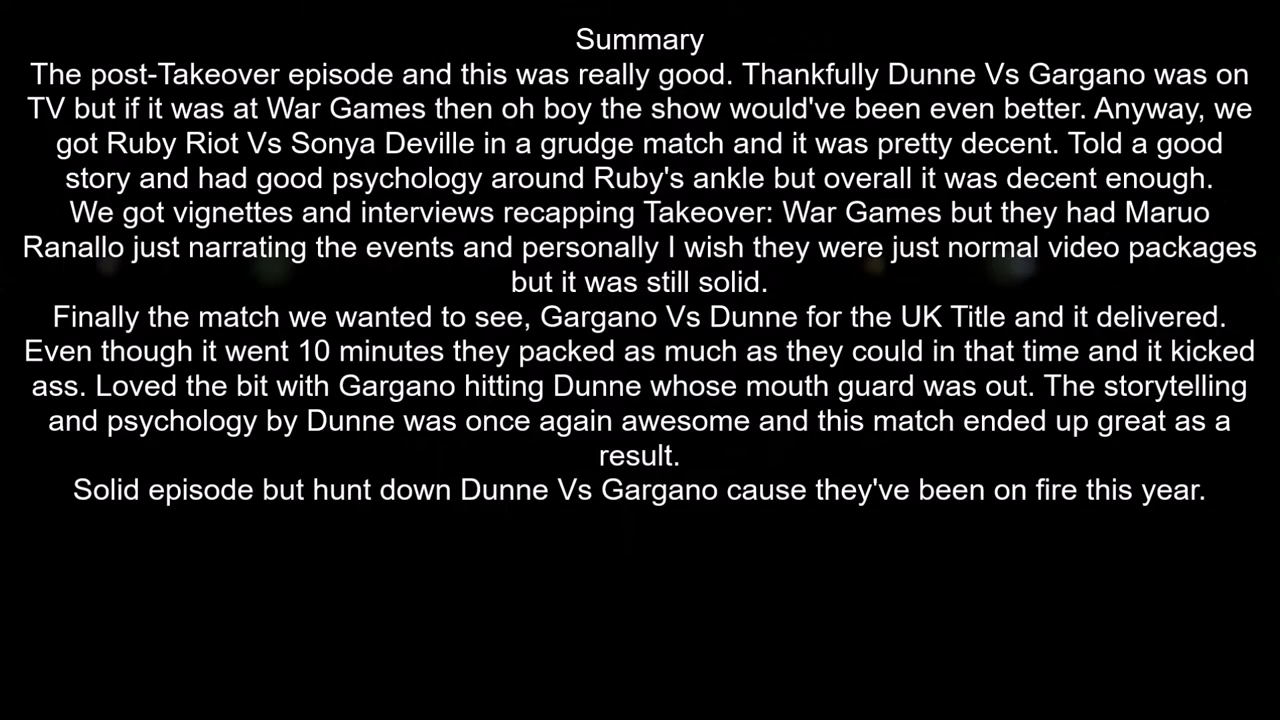 Summary
The post-Takeover episode and this was really good. Thankfully Dunne Vs Gargano was on
TV but if it was at War Games then oh boy the show would've been even better. Anyway, we
got Ruby Riot Vs Sonya Deville in a grudge match and it was pretty decent. Told a good
story and had good psychology around Ruby's ankle but overall it was decent enough.
We got vignettes and interviews recapping Takeover: War Games but they had Maruo
Ranallo just narrating the events and personally I wish they were just normal video packages
but it was still solid.
Finally the match we wanted to see, Gargano Vs Dunne for the UK Title and it delivered.
Even though it went 10 minutes they packed as much as they could in that time and it kicked
ass. Loved the bit with Gargano hitting Dunne whose mouth guard was out. The storytelling
and psychology by Dunne was once again awesome and this match ended up great as a
result.
Solid episode but hunt down Dunne Vs Gargano cause they've been on fire this year.